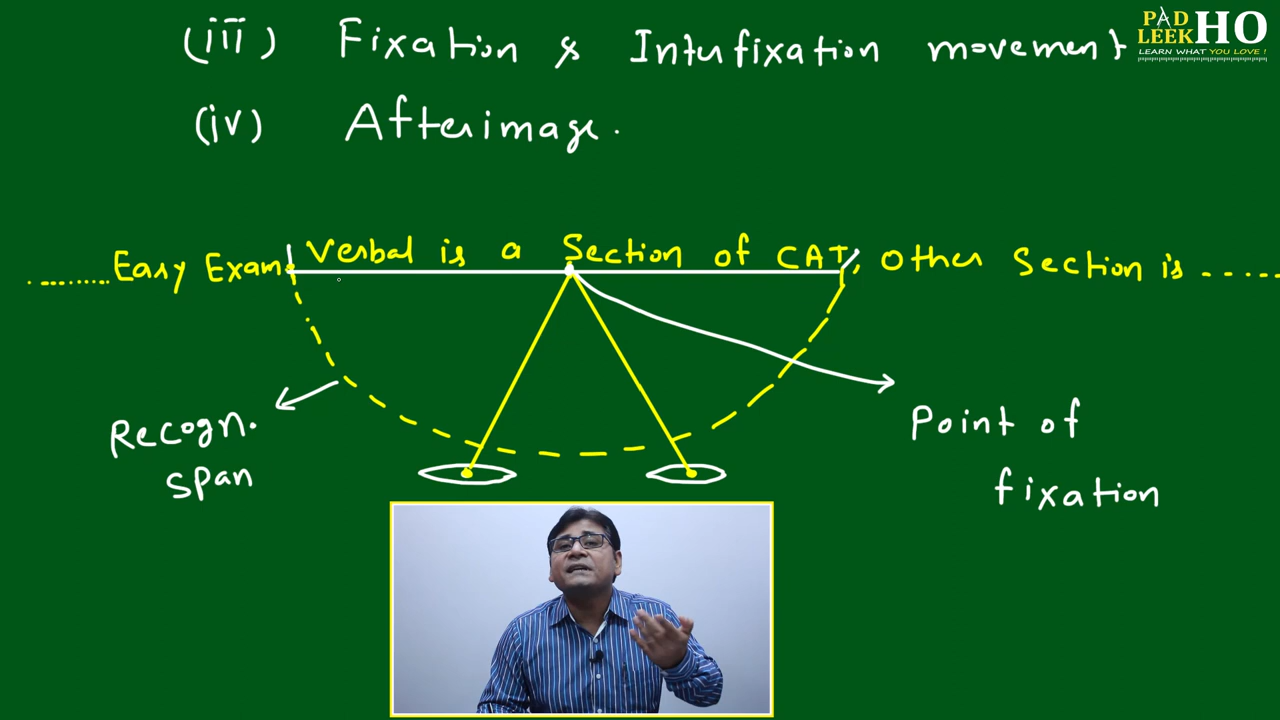 PAD LEEK HO
LEARN WHAT YOU LOVE !
(iii) Fixation & Interfixation movement
(iv) Afterimage.
......... Easy Exam. Verbal is a Section of CAT, Other Section is ......
Recogn. span
Point of fixation